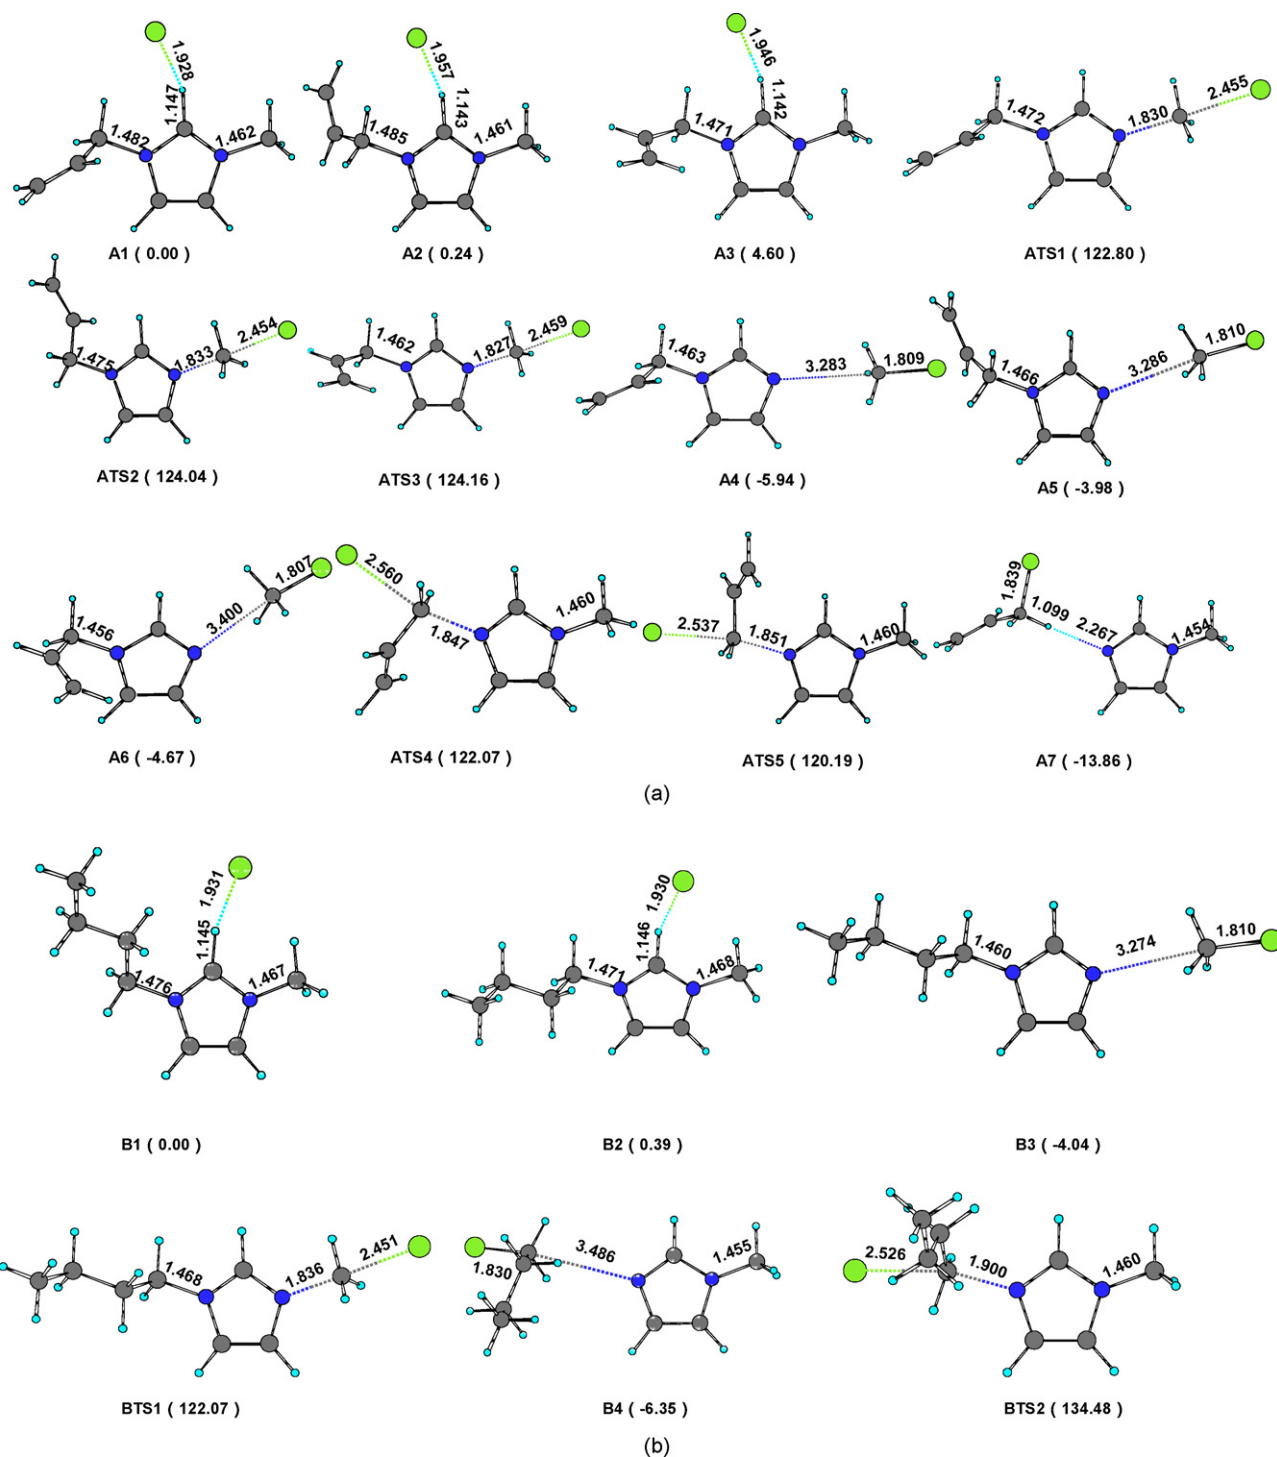 1.928
1.147
1.482
1.462
A1 ( 0.00 )
1.957
1.143
1.485
1.461
A2 ( 0.24 )
1.946
1.142
1.471
A3 ( 4.60 )
1.472
1.830
2.455
ATS1 ( 122.80 )
1.475
1.833
2.454
ATS2 ( 124.04 )
1.462
1.827
2.459
ATS3 ( 124.16 )
1.463
3.283
1.809
A4 ( -5.94 )
1.466
3.286
1.810
A5 ( -3.98 )
1.456
3.400
1.807
A6 ( -4.67 )
2.560
1.847
1.460
ATS4 ( 122.07 )
2.537
1.851
1.460
ATS5 ( 120.19 )
1.839
1.099
2.267
1.454
A7 ( -13.86 )
(a)
1.931
1.145
1.476
1.467
B1 ( 0.00 )
1.930
1.146
1.471
1.468
B2 ( 0.39 )
1.460
3.274
1.810
B3 ( -4.04 )
1.468
1.836
2.451
BTS1 ( 122.07 )
1.830
3.486
1.455
B4 ( -6.35 )
2.526
1.900
1.460
BTS2 ( 134.48 )
(b)